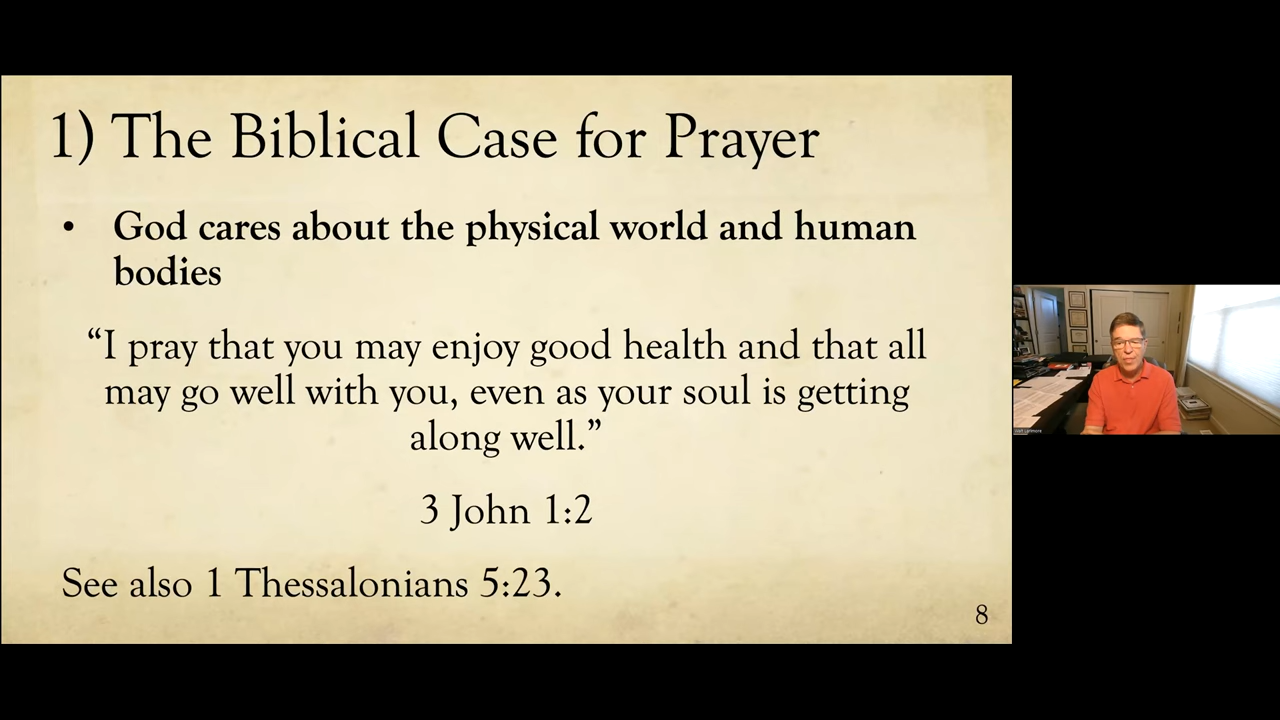 1) The Biblical Case for Prayer
• God cares about the physical world and human
bodies
“I pray that you may enjoy good health and that all
may go well with you, even as your soul is getting
along well.”
3 John 1:2
See also 1 Thessalonians 5:23.
8